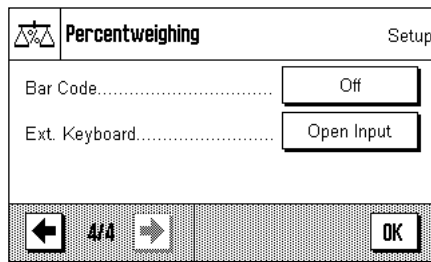 Percentweighing Setup
Bar Code.............................. Off
Ext. Keyboard........................ Open Input
4/4 OK